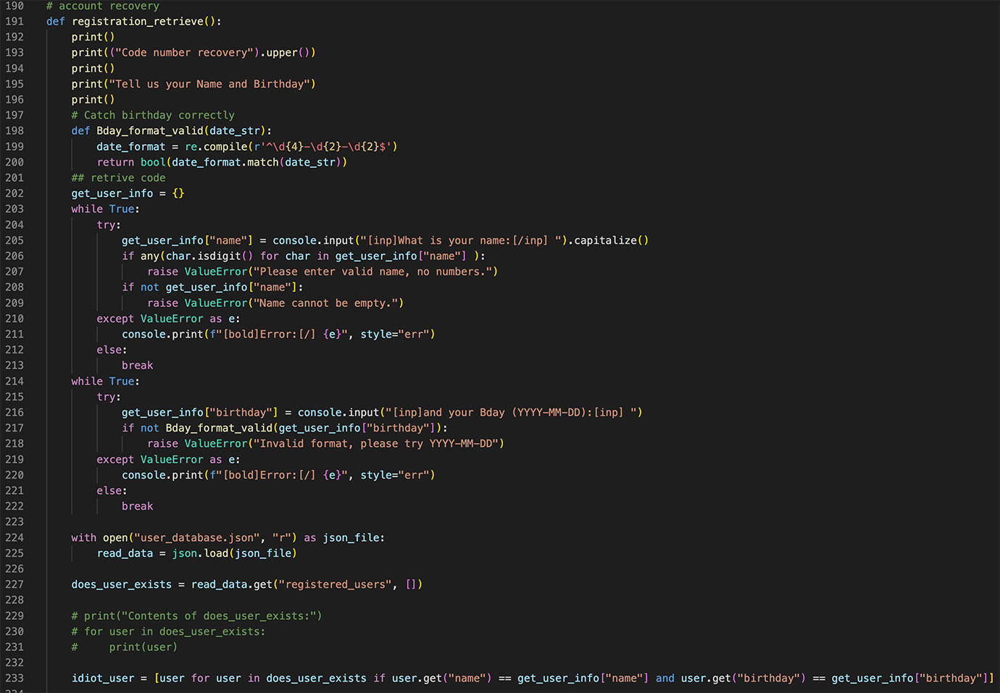 190 # account recovery
191 def registration_retrieve():
192     print()
193     print(("Code number recovery").upper())
194     print()
195     print("Tell us your Name and Birthday")
196     print()
197     # Catch birthday correctly
198     def Bday_format_valid(date_str):
199         date_format = re.compile(r'^\d{4}-\d{2}-\d{2}$')
200         return bool(date_format.match(date_str))
201     ## retrive code
202     get_user_info = {}
203     while True:
204         try:
205             get_user_info["name"] = console.input("[inp]What is your name:[/inp] ").capitalize()
206             if any(char.isdigit() for char in get_user_info["name"] ):
207                 raise ValueError("Please enter valid name, no numbers.")
208             if not get_user_info["name"]:
209                 raise ValueError("Name cannot be empty.")
210         except ValueError as e:
211             console.print(f"[bold]Error:[/] {e}", style="err")
212         else:
213             break
214     while True:
215         try:
216             get_user_info["birthday"] = console.input("[inp]and your Bday (YYYY-MM-DD):[inp] ")
217             if not Bday_format_valid(get_user_info["birthday"]):
218                 raise ValueError("Invalid format, please try YYYY-MM-DD")
219         except ValueError as e:
220             console.print(f"[bold]Error:[/] {e}", style="err")
221         else:
222             break
223
224     with open("user_database.json", "r") as json_file:
225         read_data = json.load(json_file)
226
227     does_user_exists = read_data.get("registered_users", [])
228
229     # print("Contents of does_user_exists:")
230     # for user in does_user_exists:
231     #     print(user)
232
233     idiot_user = [user for user in does_user_exists if user.get("name") == get_user_info["name"] and user.get("birthday") == get_user_info["birthday"]]